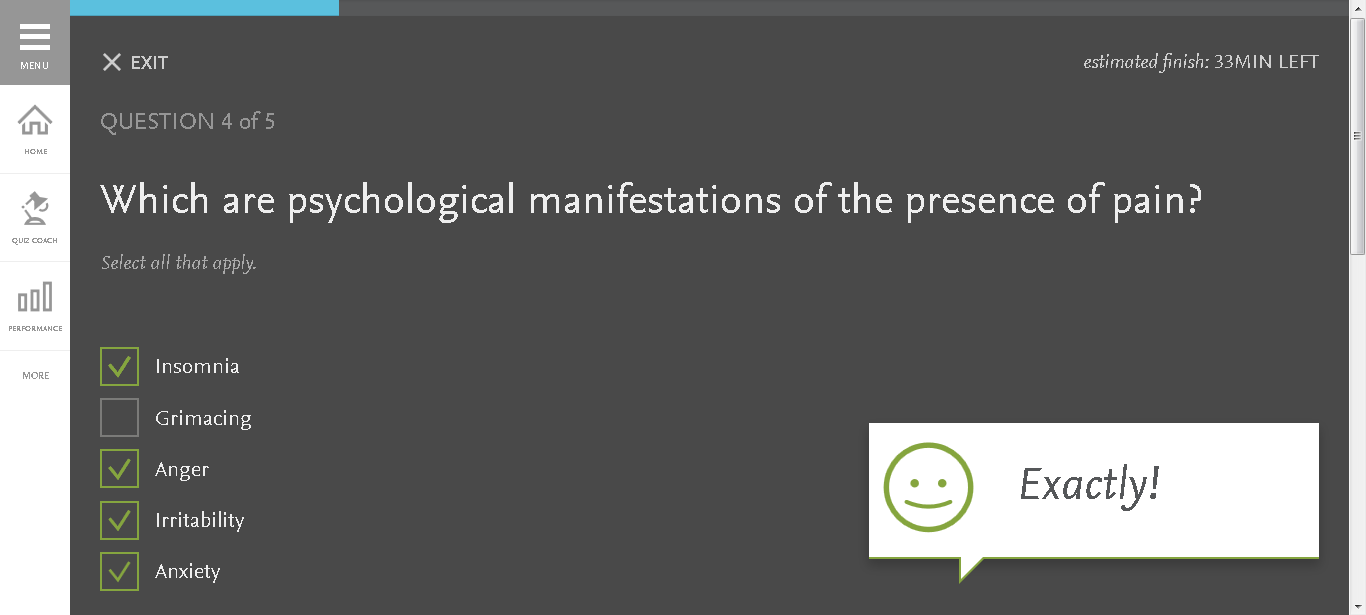 MENU
HOME
QUIZ COACH
PERFORMANCE
MORE
EXIT
estimated finish: 33MIN LEFT
QUESTION 4 of 5
Which are psychological manifestations of the presence of pain?
Select all that apply.
Insomnia
Grimacing
Anger
Irritability
Anxiety
Exactly!